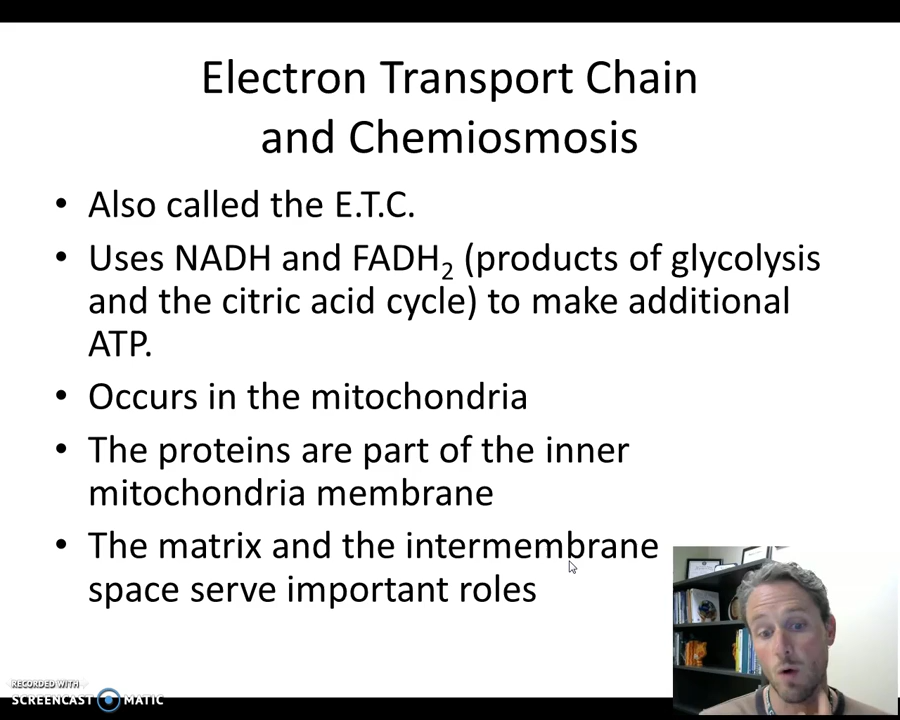 Electron Transport Chain
and Chemiosmosis
• Also called the E.T.C.
• Uses NADH and FADH₂ (products of glycolysis
and the citric acid cycle) to make additional
ATP.
• Occurs in the mitochondria
• The proteins are part of the inner
mitochondria membrane
• The matrix and the intermembrane
space serve important roles
RECORDED WITH
SCREENCAST MATIC